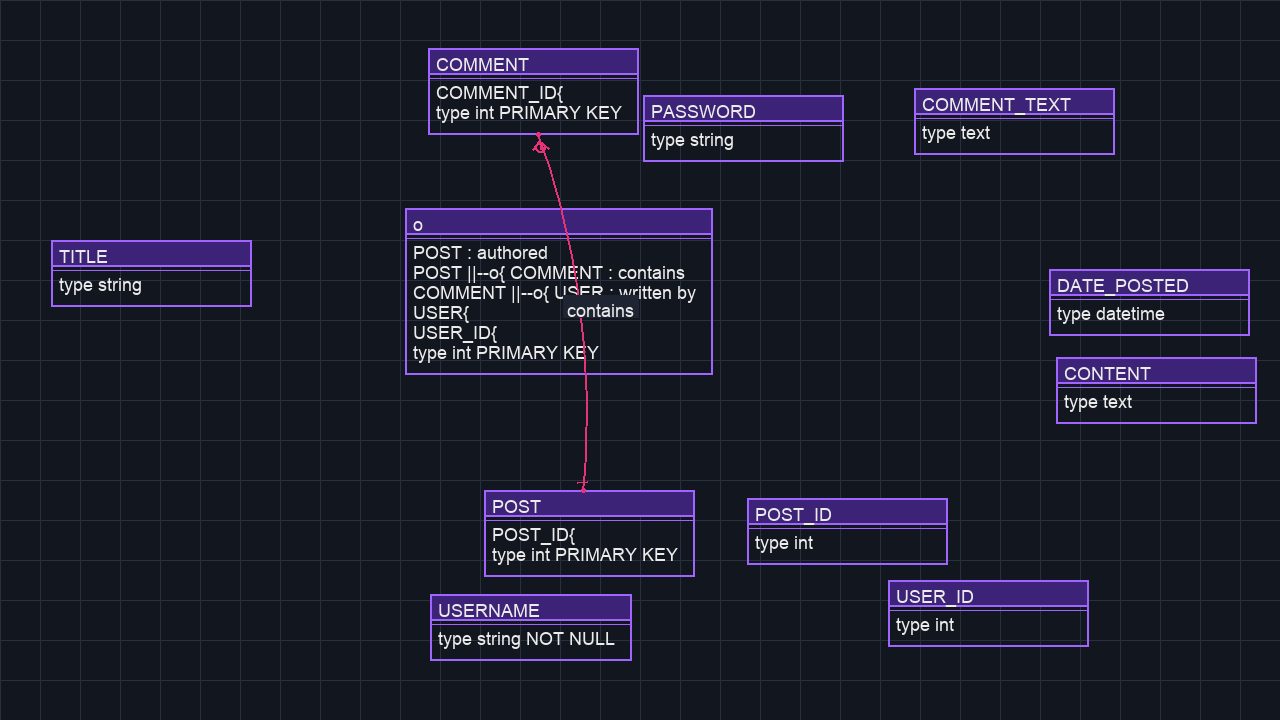 COMMENT
COMMENT_ID{
type int PRIMARY KEY
PASSWORD
type string
COMMENT_TEXT
type text
o
POST : authored
POST ||--o{ COMMENT : contains
COMMENT ||--o{ USER : written by
USER{
USER_ID{
type int PRIMARY KEY
contains
TITLE
type string
DATE_POSTED
type datetime
CONTENT
type text
POST
POST_ID{
type int PRIMARY KEY
POST_ID
type int
USER_ID
type int
USERNAME
type string NOT NULL